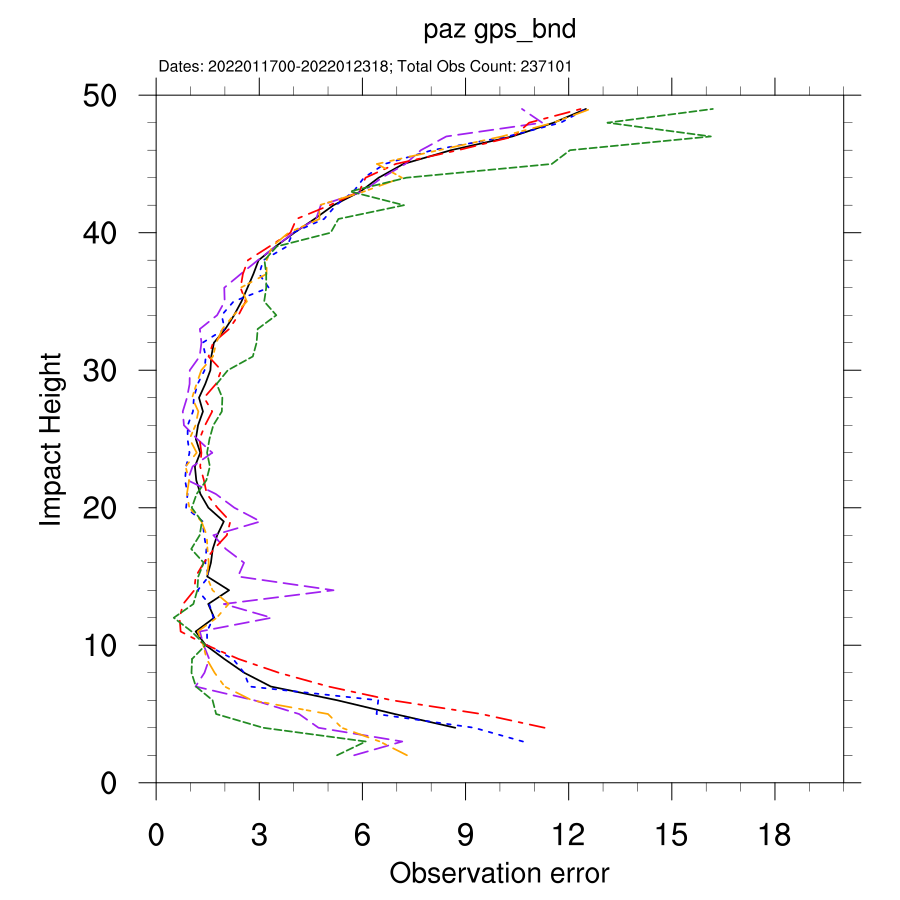 paz gps_bnd
Dates: 2022011700-2022012318; Total Obs Count: 237101
50
40
30
20
10
0
Impact Height
0 3 6 9 12 15 18
Observation error